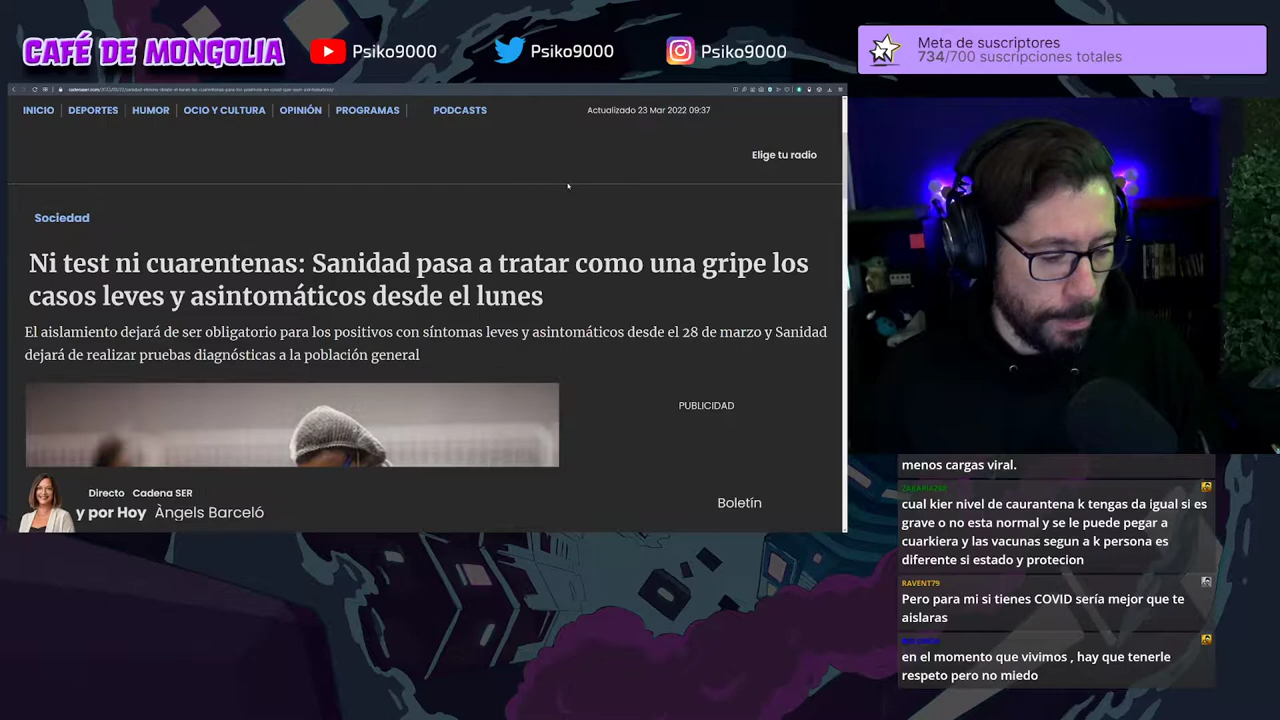 CAFÉ DE MONGOLIA
Psiko9000
Psiko9000
Psiko9000
Meta de suscriptores
734/700 suscripciones totales
INICIO
DEPORTES
HUMOR
OCIO Y CULTURA
OPINIÓN
PROGRAMAS
PODCASTS
Actualizado 23 Mar 2022 09:37
Elige tu radio
Sociedad
Ni test ni cuarentenas: Sanidad pasa a tratar como una gripe los
casos leves y asintomáticos desde el lunes
El aislamiento dejará de ser obligatorio para los positivos con síntomas leves y asintomáticos desde el 28 de marzo y Sanidad
dejará de realizar pruebas diagnósticas a la población general
PUBLICIDAD
Directo Cadena SER
y por Hoy Àngels Barceló
Boletín
menos cargas viral.
cual kier nivel de caurantena k tengas da igual si es
grave o no esta normal y se le puede pegar a
cuarkiera y las vacunas segun a k persona es
diferente si estado y protecion
RAVENT79
Pero para mi si tienes COVID sería mejor que te
aislaras
en el momento que vivimos , hay que tenerle
respeto pero no miedo